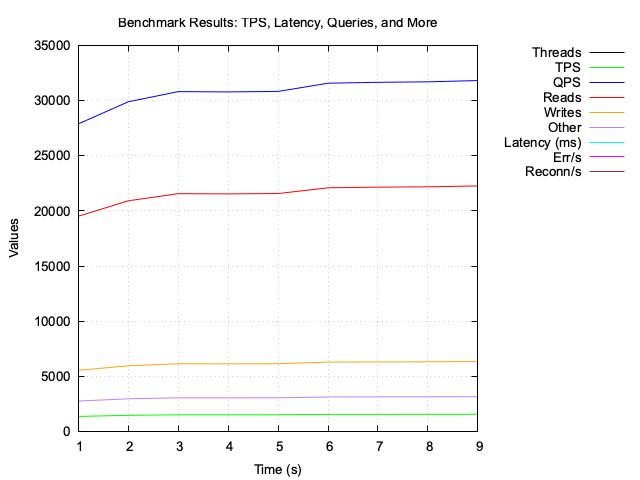 Benchmark Results: TPS, Latency, Queries, and More
35000
30000
25000
20000
15000
10000
5000
0
Values
1 2 3 4 5 6 7 8 9
Time (s)
Threads
TPS
QPS
Reads
Writes
Other
Latency (ms)
Err/s
Reconn/s